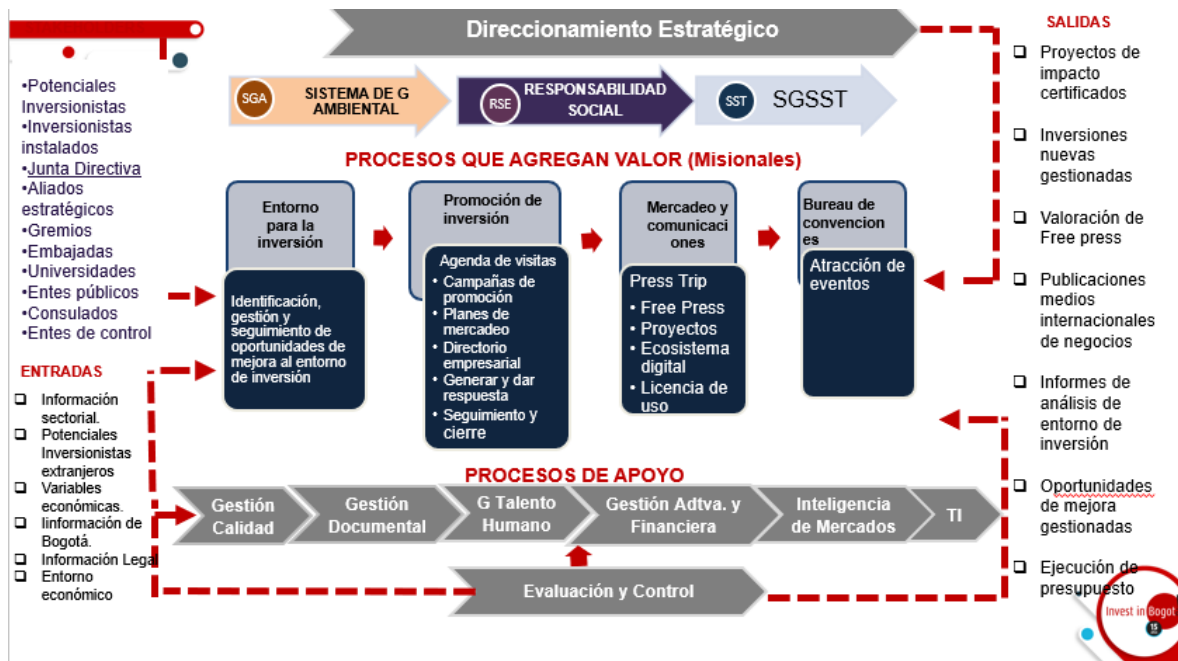 Direccionamiento Estratégico
SGA
SISTEMA DE G
AMBIENTAL
RSE
RESPONSABILIDAD
SOCIAL
SST
SGSST
•Potenciales
Inversionistas
•Inversionistas
instalados
•Junta Directiva
•Aliados
estratégicos
•Gremios
•Embajadas
•Universidades
•Entes públicos
•Consulados
•Entes de control
ENTRADAS
❑ Información
sectorial.
❑ Potenciales
Inversionistas
extranjeros
❑ Variables
económicas.
❑ Iinformación de
Bogotá.
❑ Información Legal
❑ Entorno
económico
PROCESOS QUE AGREGAN VALOR (Misionales)
Entorno
para la
inversión
Identificación,
gestión y
seguimiento de
oportunidades de
mejora al entorno
de inversión
Promoción de
inversión
Agenda de visitas
• Campañas de
promoción
• Planes de
mercadeo
• Directorio
empresarial
• Generar y dar
respuesta
• Seguimiento y
cierre
Mercadeo y
comunicaci
ones
Press Trip
• Free Press
• Proyectos
• Ecosistema
digital
• Licencia de
uso
Bureau de
convencion
es
Atracción de
eventos
PROCESOS DE APOYO
Gestión
Calidad
Gestión
Documental
G Talento
Humano
Gestión Adtva. y
Financiera
Inteligencia
de Mercados
TI
Evaluación y Control
SALIDAS
❑ Proyectos de
impacto
certificados
❑ Inversiones
nuevas
gestionadas
❑ Valoración de
Free press
❑ Publicaciones
medios
internacionales
de negocios
❑ Informes de
análisis de
entorno de
inversión
❑ Oportunidades
de mejora
gestionadas
❑ Ejecución de
presupuesto
Invest in Bogot
15